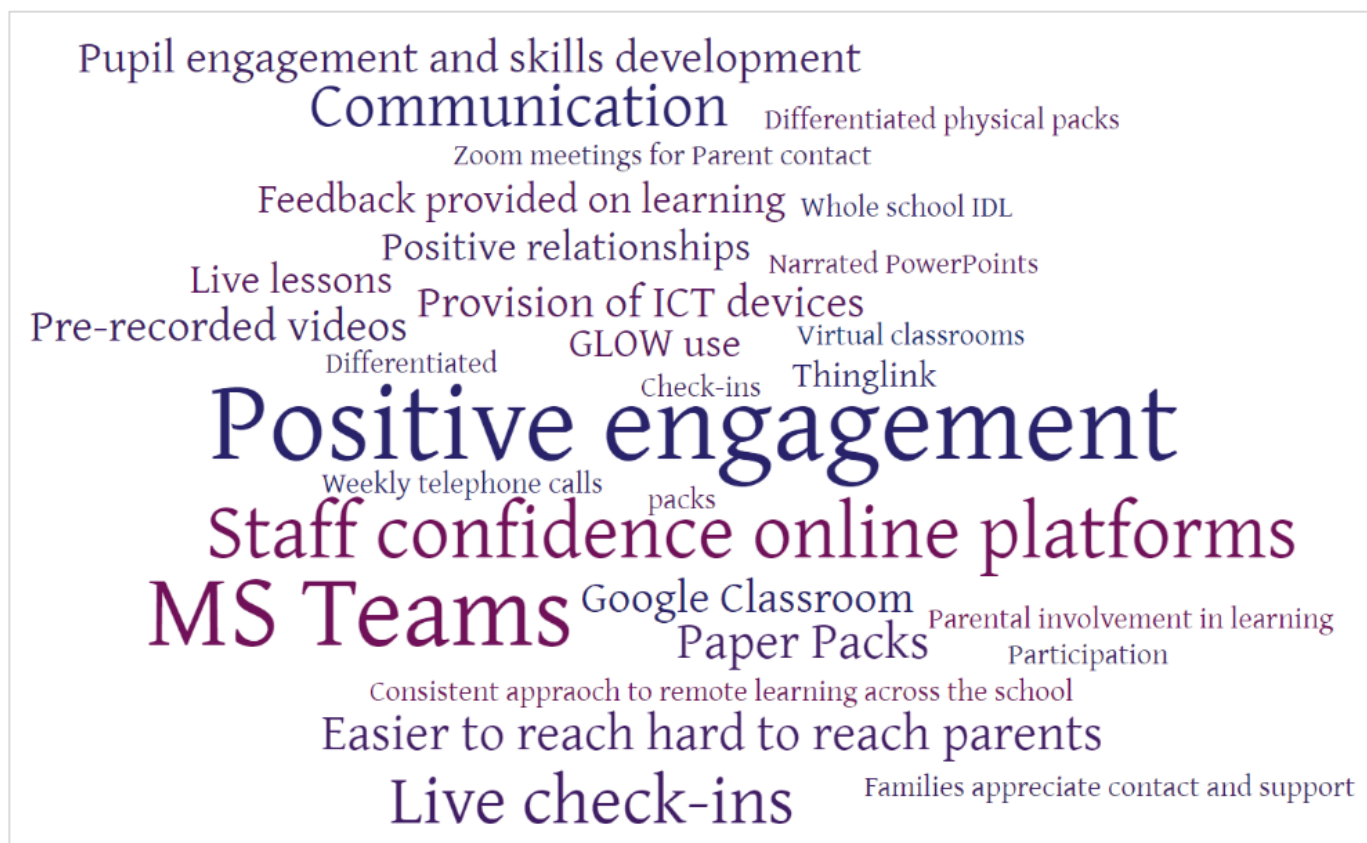 Pupil engagement and skills development
Communication
Differentiated physical packs
Zoom meetings for Parent contact
Feedback provided on learning
Whole school IDL
Positive relationships
Narrated PowerPoints
Live lessons
Provision of ICT devices
Pre-recorded videos
GLOW use
Virtual classrooms
Differentiated
Check-ins
Thinglink
Positive engagement
Weekly telephone calls
packs
Staff confidence online platforms
MS Teams
Google Classroom
Parental involvement in learning
Paper Packs
Participation
Consistent appraoch to remote learning across the school
Easier to reach hard to reach parents
Live check-ins
Families appreciate contact and support